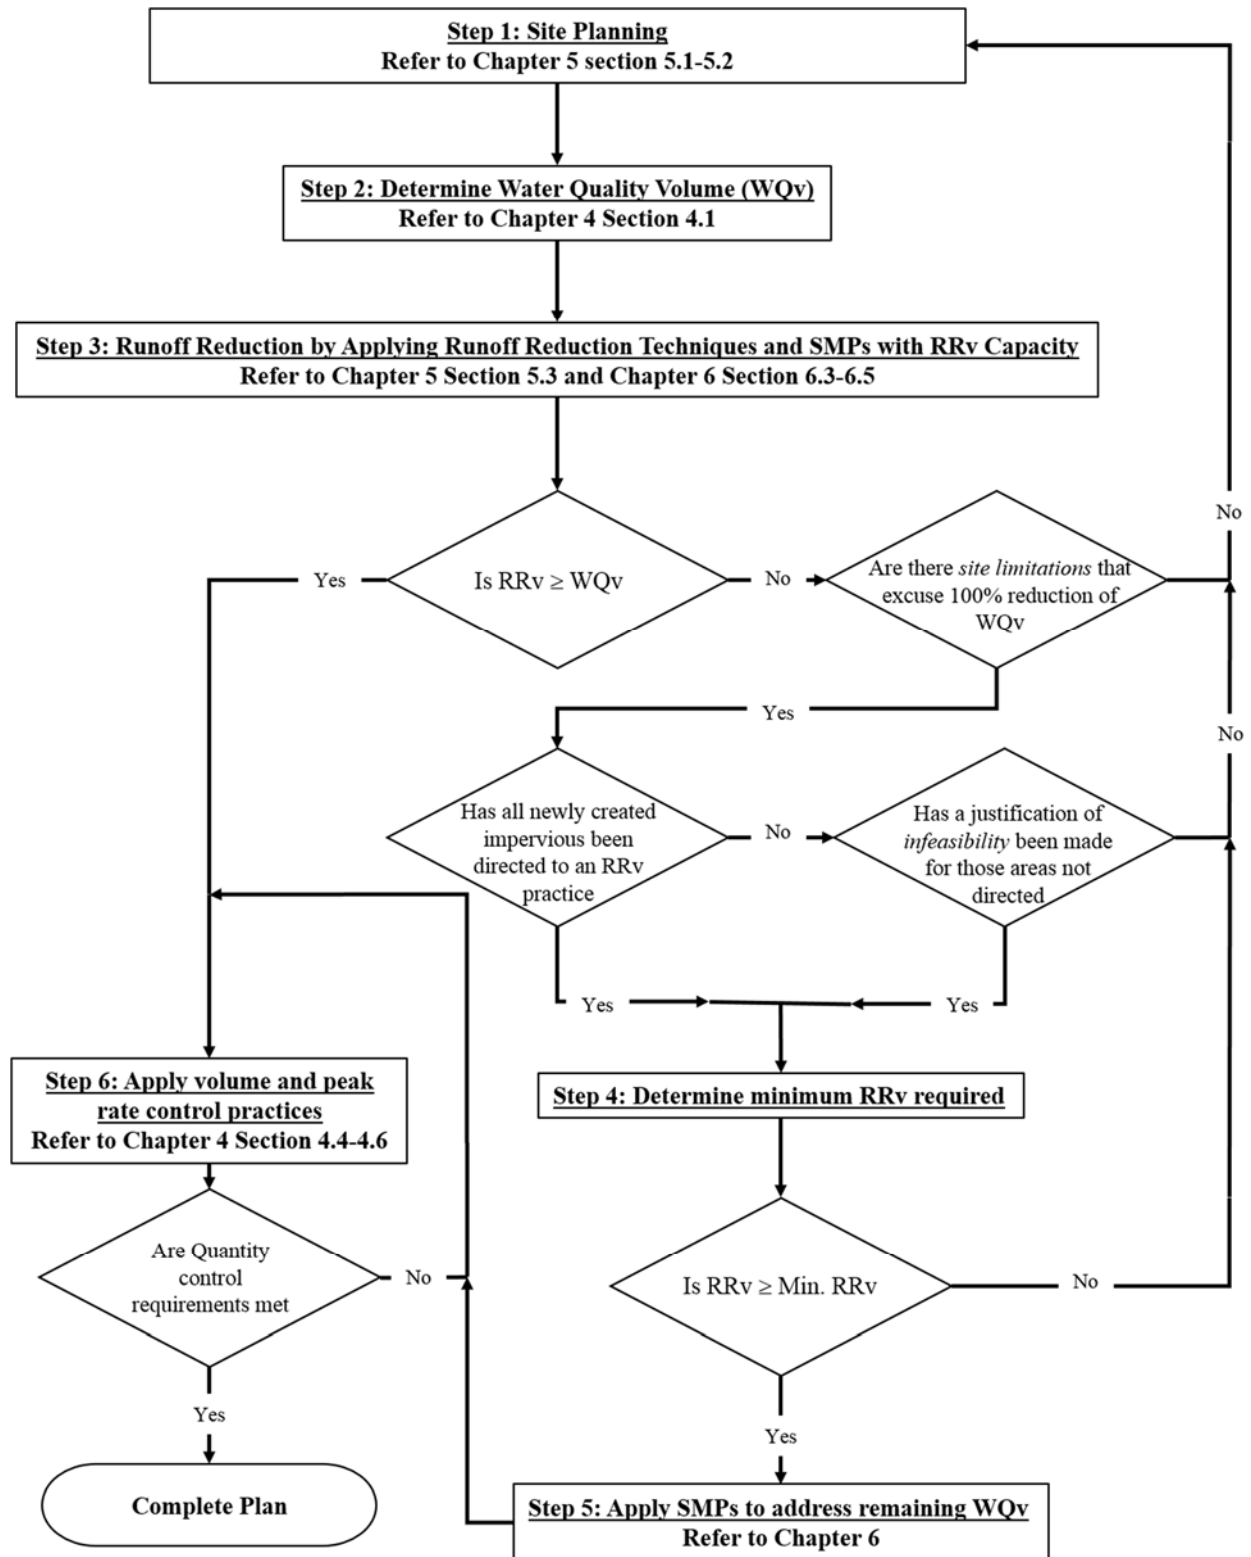 Step 1: Site Planning
Refer to Chapter 5 section 5.1-5.2
Step 2: Determine Water Quality Volume (WQv)
Refer to Chapter 4 Section 4.1
Step 3: Runoff Reduction by Applying Runoff Reduction Techniques and SMPs with RRv Capacity
Refer to Chapter 5 Section 5.3 and Chapter 6 Section 6.3-6.5
No
Yes
Is RRv ≥ WQv
No
Are there site limitations that
excuse 100% reduction of
WQv
Yes
No
Has all newly created
impervious been
directed to an RRv
practice
No
Has a justification of
infeasibility been made
for those areas not
directed
Yes
Yes
Step 6: Apply volume and peak
rate control practices
Refer to Chapter 4 Section 4.4-4.6
Step 4: Determine minimum RRv required
Are Quantity
control
requirements met
No
Is RRv ≥ Min. RRv
No
Yes
Yes
Complete Plan
Step 5: Apply SMPs to address remaining WQv
Refer to Chapter 6